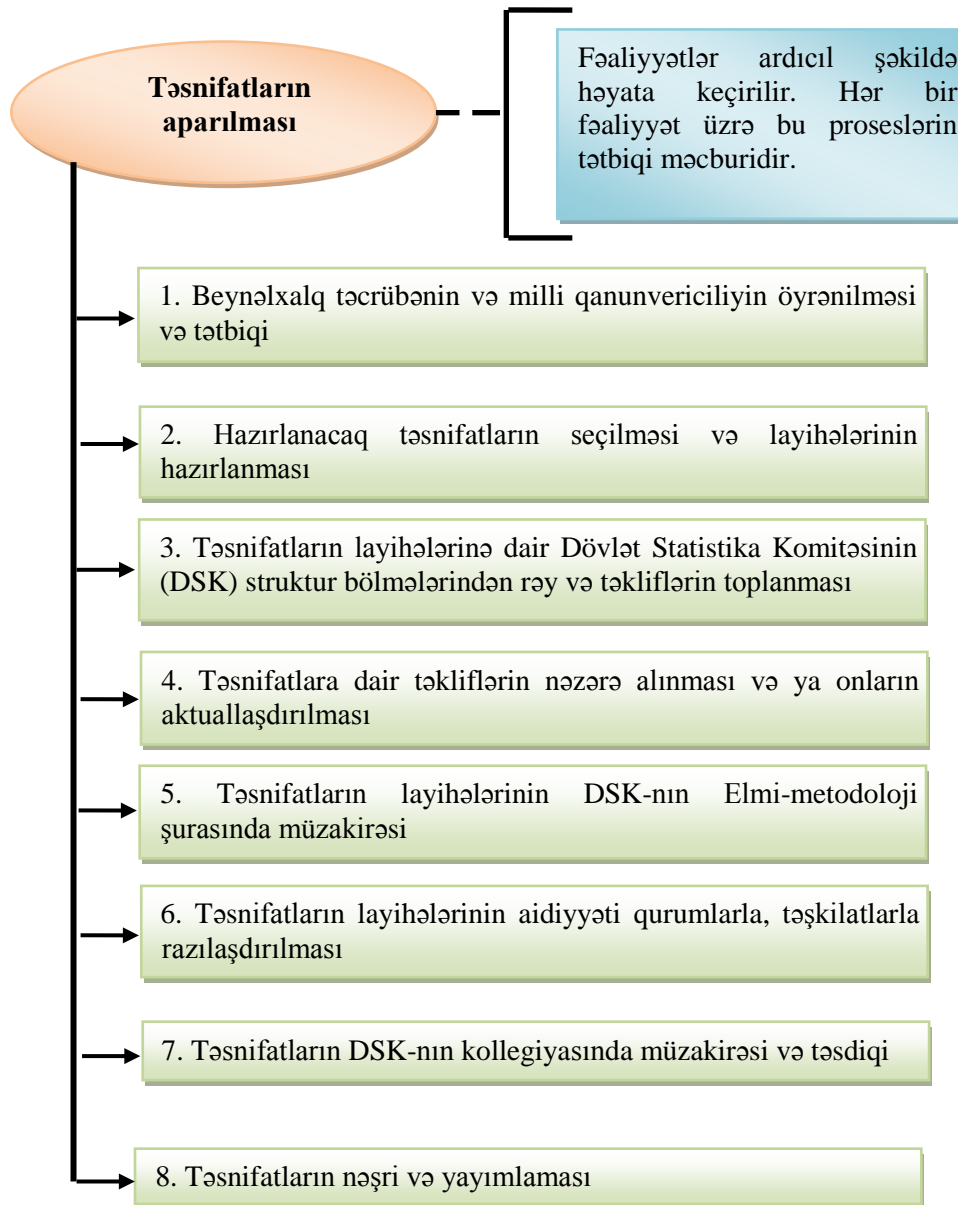 Təsnifatların
aparılması
Fəaliyyətlər ardıcıl şəkildə
həyata keçirilir. Hər bir
fəaliyyət üzrə bu proseslərin
tətbiqi məcburidir.
1. Beynəlxalq təcrübənin və milli qanunvericiliyin öyrənilməsi
və tətbiqi
2. Hazırlanacaq təsnifatların seçilməsi və layihələrinin
hazırlanması
3. Təsnifatların layihələrinə dair Dövlət Statistika Komitəsinin
(DSK) struktur bölmələrindən rəy və təkliflərin toplanması
4. Təsnifatlara dair təkliflərin nəzərə alınması və ya onların
aktuallaşdırılması
5. Təsnifatların layihələrinin DSK-nın Elmi-metodoloji
şurasında müzakirəsi
6. Təsnifatların layihələrinin aidiyyəti qurumlarla, təşkilatlarla
razılaşdırılması
7. Təsnifatların DSK-nın kollegiyasında müzakirəsi və təsdiqi
8. Təsnifatların nəşri və yayımlaması